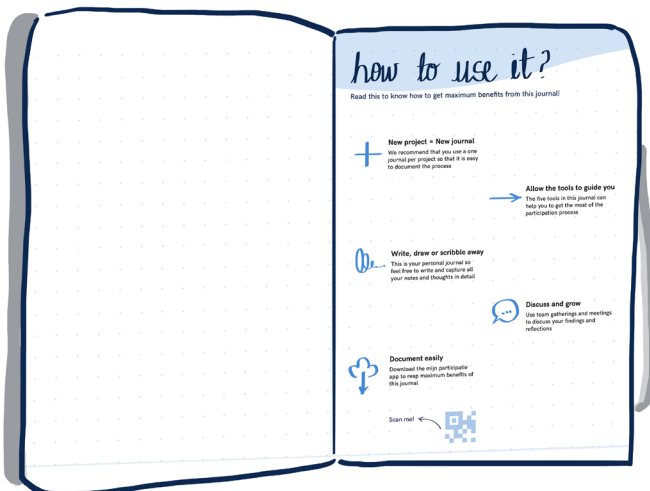 how to use it?
Read this to know how to get maximum benefits from this journal!
New project = New journal
We recommend that you use a one
journal per project so that it is easy
to document the process
Allow the tools to guide you
The five tools in this journal can
help you to get the most of the
participation process
Write, draw or scribble away
This is your personal journal so
feel free to write and capture all
your notes and thoughts in detail
Discuss and grow
Use team gatherings and meetings
to discuss your findings and
reflections
Document easily
Download the mijn participatie
app to reap maximum benefits of
this journal
Scan me!